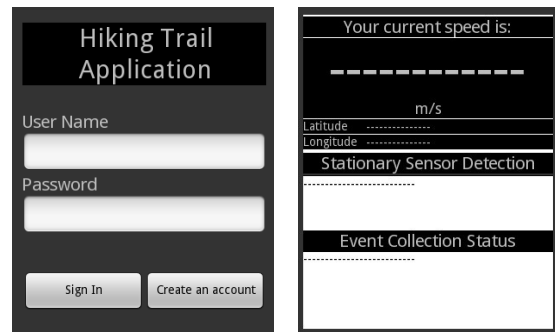 Hiking Trail
Application
User Name
Password
Sign In
Create an account
Your current speed is:
------------
m/s
Latitude ---------------
Longitude ---------------
Stationary Sensor Detection
--------------------------
Event Collection Status
--------------------------